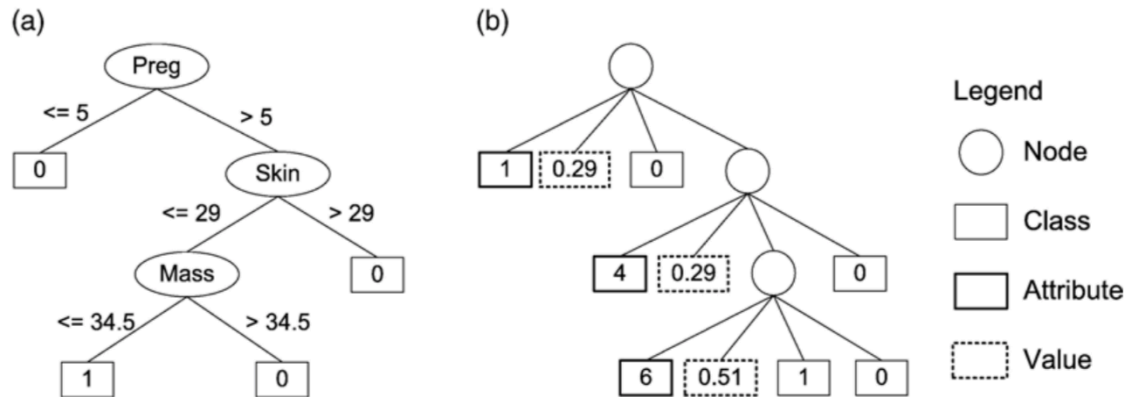 (a)
Preg
<= 5
> 5
0
Skin
<= 29
> 29
Mass
0
<= 34.5
> 34.5
1
0
(b)
1
0.29
0
4
0.29
0
6
0.51
1
0
Legend
Node
Class
Attribute
Value